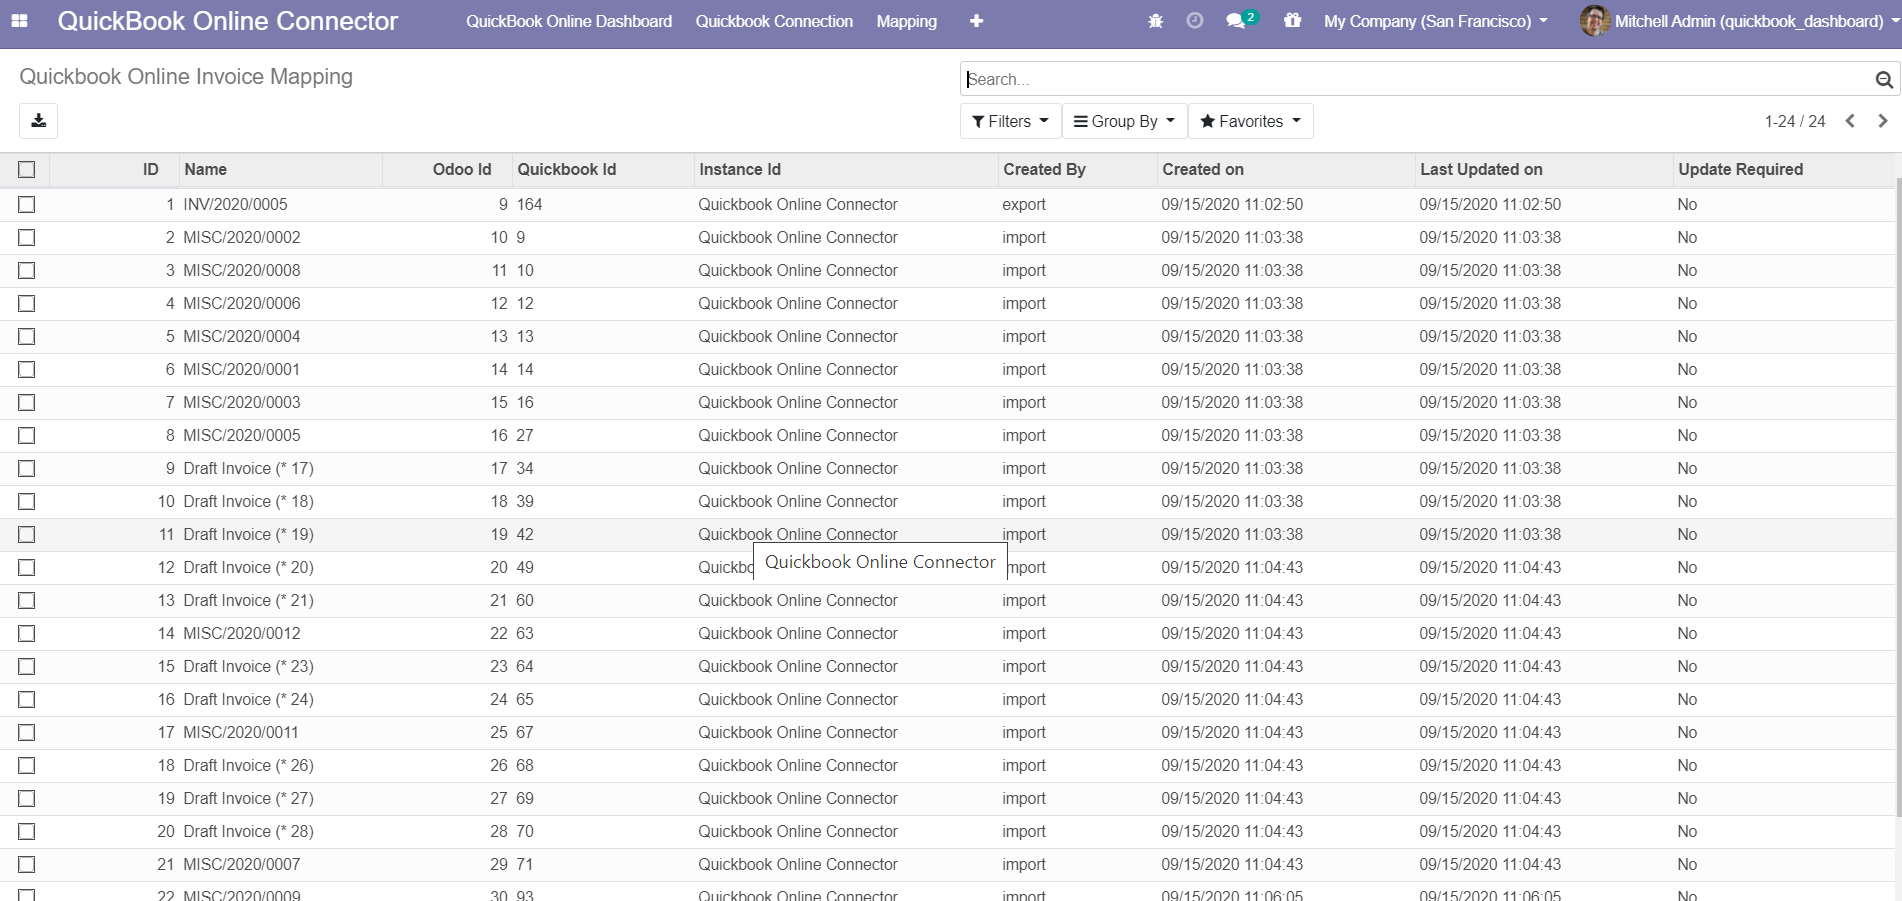 QuickBook Online Connector QuickBook Online Dashboard Quickbook Connection Mapping 2 My Company (San Francisco) Mitchell Admin (quickbook_dashboard)
Quickbook Online Invoice Mapping Search...
Filters Group By Favorites 1-24 / 24
ID Name Odoo Id Quickbook Id Instance Id Created By Created on Last Updated on Update Required
1 INV/2020/0005 9 164 Quickbook Online Connector export 09/15/2020 11:02:50 09/15/2020 11:02:50 No
2 MISC/2020/0002 10 9 Quickbook Online Connector import 09/15/2020 11:03:38 09/15/2020 11:03:38 No
3 MISC/2020/0008 11 10 Quickbook Online Connector import 09/15/2020 11:03:38 09/15/2020 11:03:38 No
4 MISC/2020/0006 12 12 Quickbook Online Connector import 09/15/2020 11:03:38 09/15/2020 11:03:38 No
5 MISC/2020/0004 13 13 Quickbook Online Connector import 09/15/2020 11:03:38 09/15/2020 11:03:38 No
6 MISC/2020/0001 14 14 Quickbook Online Connector import 09/15/2020 11:03:38 09/15/2020 11:03:38 No
7 MISC/2020/0003 15 16 Quickbook Online Connector import 09/15/2020 11:03:38 09/15/2020 11:03:38 No
8 MISC/2020/0005 16 27 Quickbook Online Connector import 09/15/2020 11:03:38 09/15/2020 11:03:38 No
9 Draft Invoice (* 17) 17 34 Quickbook Online Connector import 09/15/2020 11:03:38 09/15/2020 11:03:38 No
10 Draft Invoice (* 18) 18 39 Quickbook Online Connector import 09/15/2020 11:03:38 09/15/2020 11:03:38 No
11 Draft Invoice (* 19) 19 42 Quickbook Online Connector import 09/15/2020 11:03:38 09/15/2020 11:03:38 No
Quickbook Online Connector
12 Draft Invoice (* 20) 20 49 Quickbo mport 09/15/2020 11:04:43 09/15/2020 11:04:43 No
13 Draft Invoice (* 21) 21 60 Quickbook Online Connector import 09/15/2020 11:04:43 09/15/2020 11:04:43 No
14 MISC/2020/0012 22 63 Quickbook Online Connector import 09/15/2020 11:04:43 09/15/2020 11:04:43 No
15 Draft Invoice (* 23) 23 64 Quickbook Online Connector import 09/15/2020 11:04:43 09/15/2020 11:04:43 No
16 Draft Invoice (* 24) 24 65 Quickbook Online Connector import 09/15/2020 11:04:43 09/15/2020 11:04:43 No
17 MISC/2020/0011 25 67 Quickbook Online Connector import 09/15/2020 11:04:43 09/15/2020 11:04:43 No
18 Draft Invoice (* 26) 26 68 Quickbook Online Connector import 09/15/2020 11:04:43 09/15/2020 11:04:43 No
19 Draft Invoice (* 27) 27 69 Quickbook Online Connector import 09/15/2020 11:04:43 09/15/2020 11:04:43 No
20 Draft Invoice (* 28) 28 70 Quickbook Online Connector import 09/15/2020 11:04:43 09/15/2020 11:04:43 No
21 MISC/2020/0007 29 71 Quickbook Online Connector import 09/15/2020 11:04:43 09/15/2020 11:04:43 No
22 MISC/2020/0009 30 93 Quickbook Online Connector import 09/15/2020 11:06:05 09/15/2020 11:06:05 No